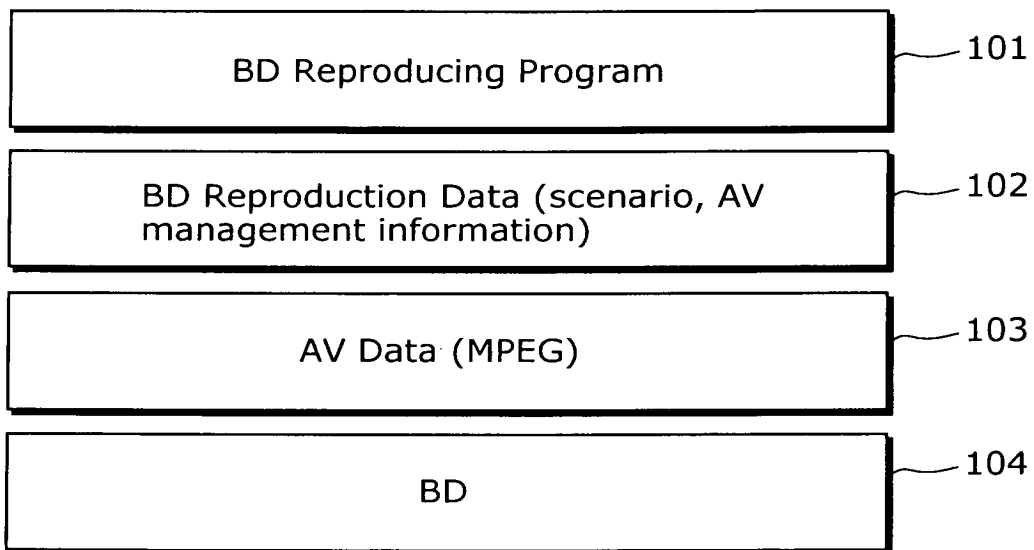 BD Reproducing Program
101
BD Reproduction Data (scenario, AV
management information)
102
AV Data (MPEG)
103
BD
104